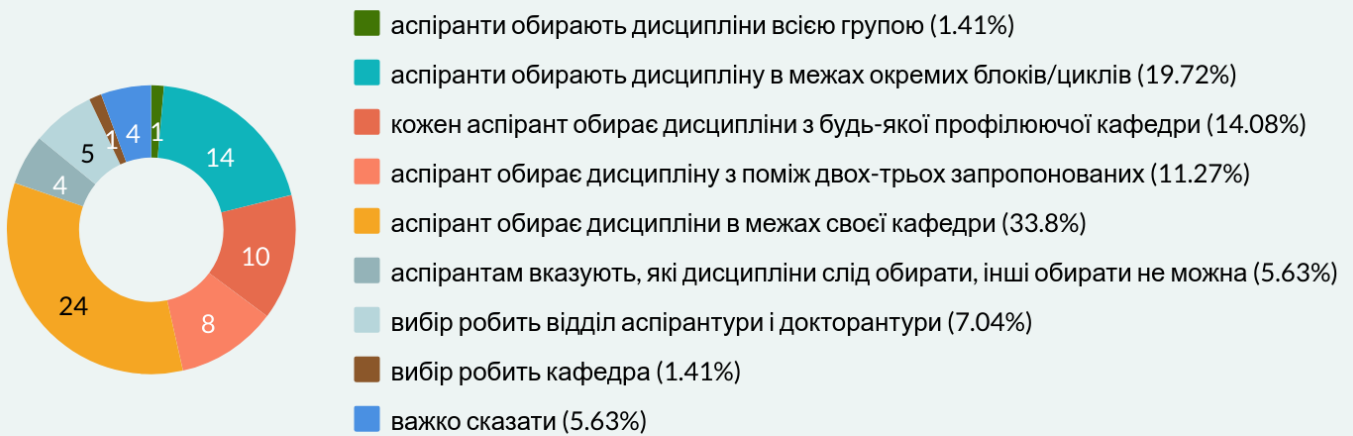 аспіранти обирають дисципліни всією групою (1.41%)
аспіранти обирають дисципліну в межах окремих блоків/циклів (19.72%)
кожен аспірант обирає дисципліни з будь-якої профілюючої кафедри (14.08%)
аспірант обирає дисципліну з поміж двох-трьох запропонованих (11.27%)
аспірант обирає дисципліни в межах своєї кафедри (33.8%)
аспірантам вказують, які дисципліни слід обирати, інші обирати не можна (5.63%)
вибір робить відділ аспірантури і докторантури (7.04%)
вибір робить кафедра (1.41%)
важко сказати (5.63%)
1
14
10
8
24
4
5
1
4